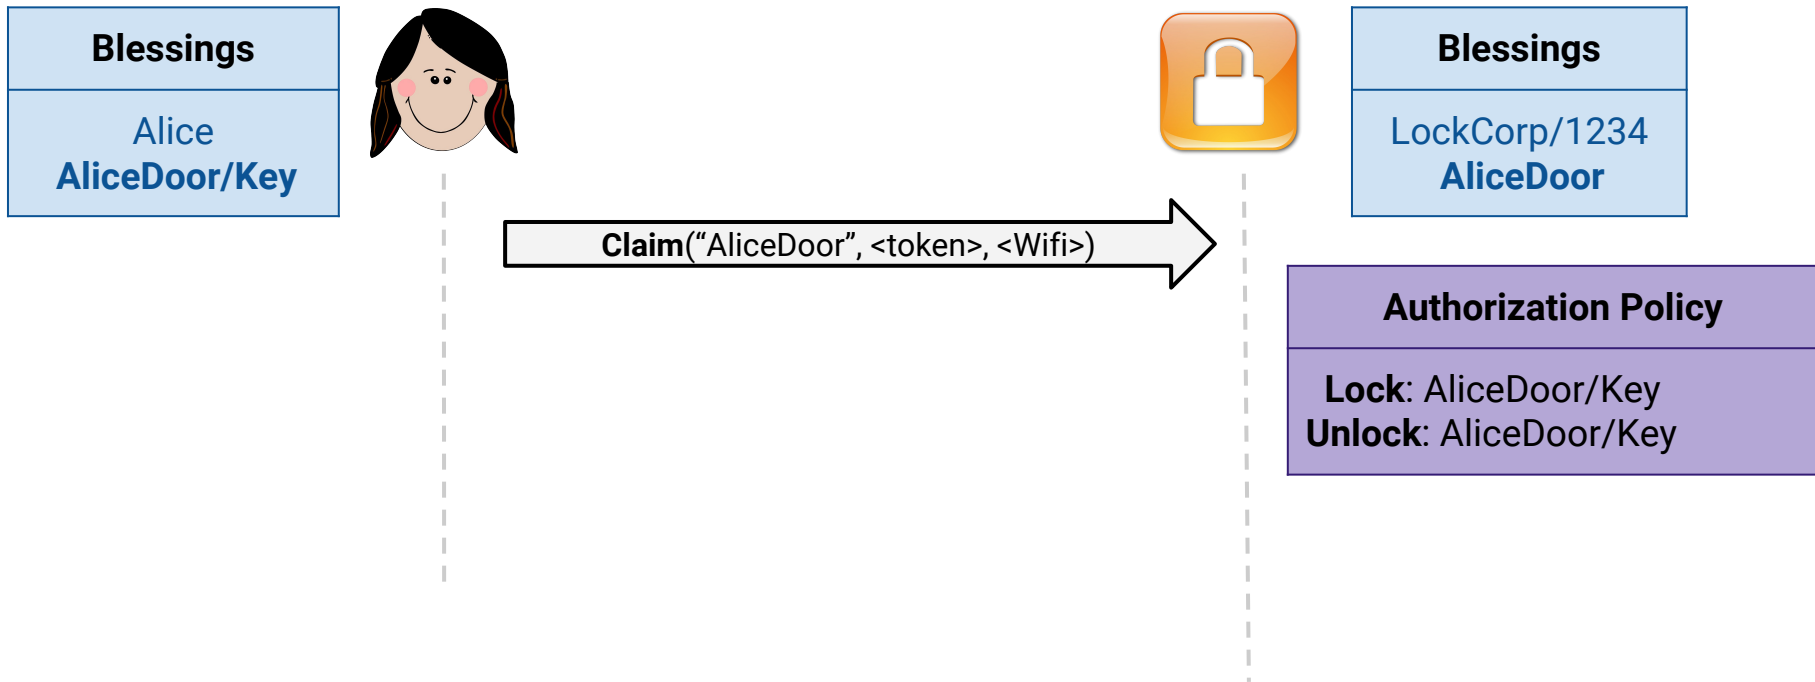 Blessings
Alice
AliceDoor/Key
Claim(“AliceDoor”, <token>, <Wifi>)
Blessings
LockCorp/1234
AliceDoor
Authorization Policy
Lock: AliceDoor/Key
Unlock: AliceDoor/Key